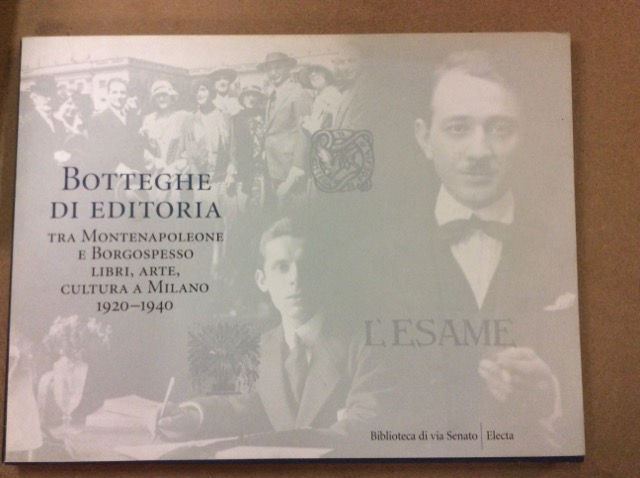 BOTTEGHE
DI EDITORIA
TRA MONTENAPOLEONE
E BORGOSPESSO
LIBRI, ARTE,
CULTURA A MILANO
1920–1940
L'ESAME
Biblioteca di via Senato | Electa